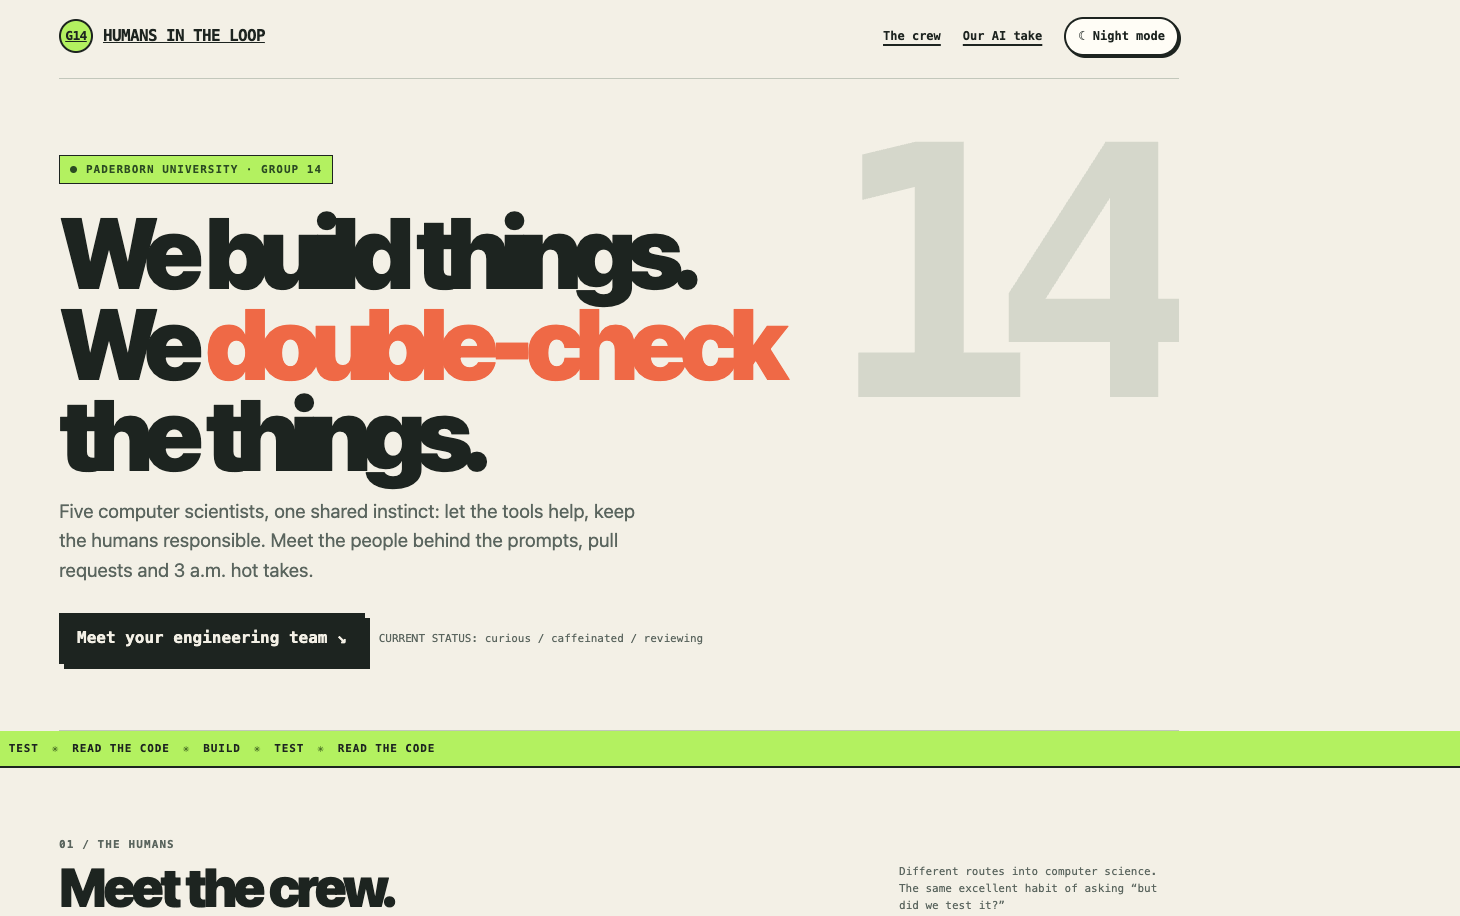 G14 HUMANS IN THE LOOP
The crew
Our AI take
☾ Night mode
14
PADERBORN UNIVERSITY · GROUP 14
We build things.
We double-check
the things.
Five computer scientists, one shared instinct: let the tools help, keep
the humans responsible. Meet the people behind the prompts, pull
requests and 3 a.m. hot takes.
Meet your engineering team ↘
CURRENT STATUS: curious / caffeinated / reviewing
TEST ✳ READ THE CODE ✳ BUILD ✳ TEST ✳ READ THE CODE
01 / THE HUMANS
Meet the crew.
Different routes into computer science.
The same excellent habit of asking “but
did we test it?”